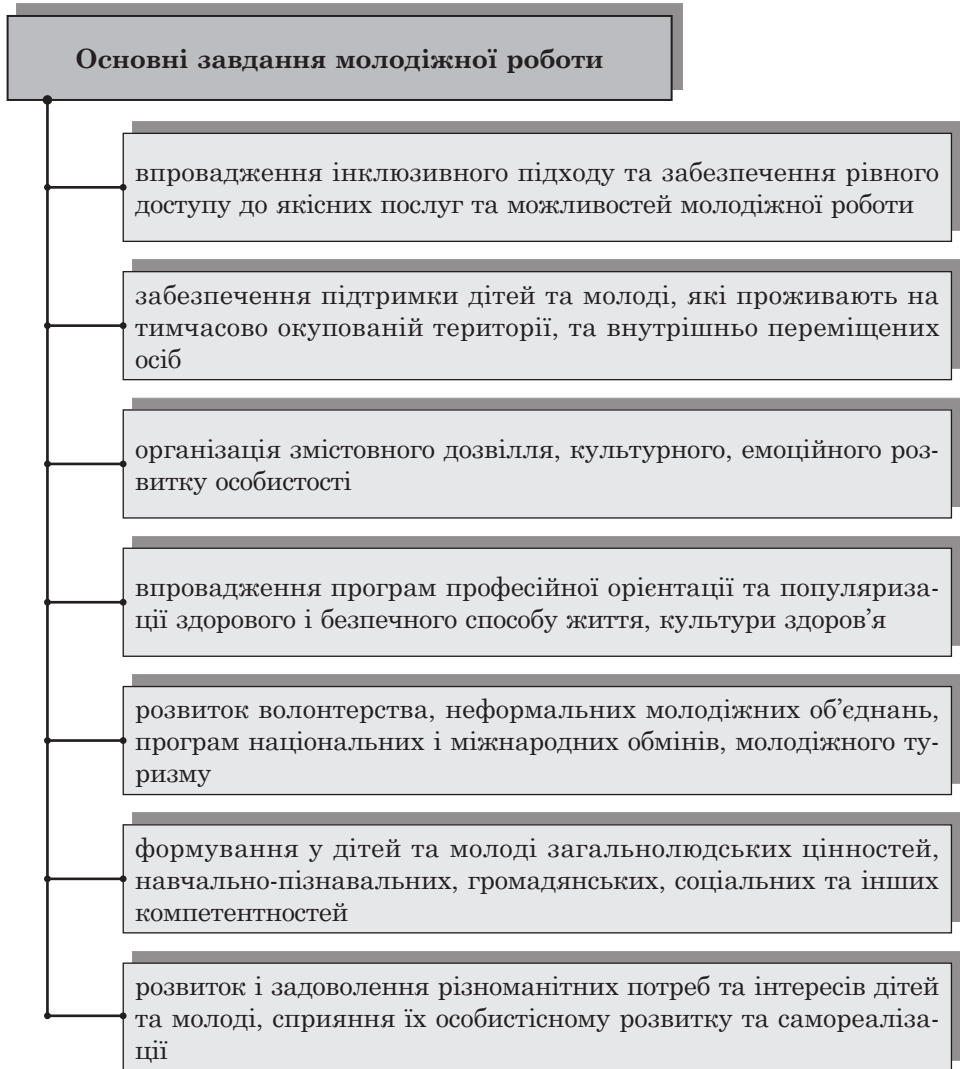 Основні завдання молодіжної роботи
впровадження інклюзивного підходу та забезпечення рівного
доступу до якісних послуг та можливостей молодіжної роботи
забезпечення підтримки дітей та молоді, які проживають на
тимчасово окупованій території, та внутрішньо переміщених
осіб
організація змістовного дозвілля, культурного, емоційного роз-
витку особистості
впровадження програм професійної орієнтації та популяриза-
ції здорового і безпечного способу життя, культури здоров’я
розвиток волонтерства, неформальних молодіжних об’єднань,
програм національних і міжнародних обмінів, молодіжного ту-
ризму
формування у дітей та молоді загальнолюдських цінностей,
навчально-пізнавальних, громадянських, соціальних та інших
компетентностей
розвиток і задоволення різноманітних потреб та інтересів дітей
та молоді, сприяння їх особистісному розвитку та самореаліза-
ції